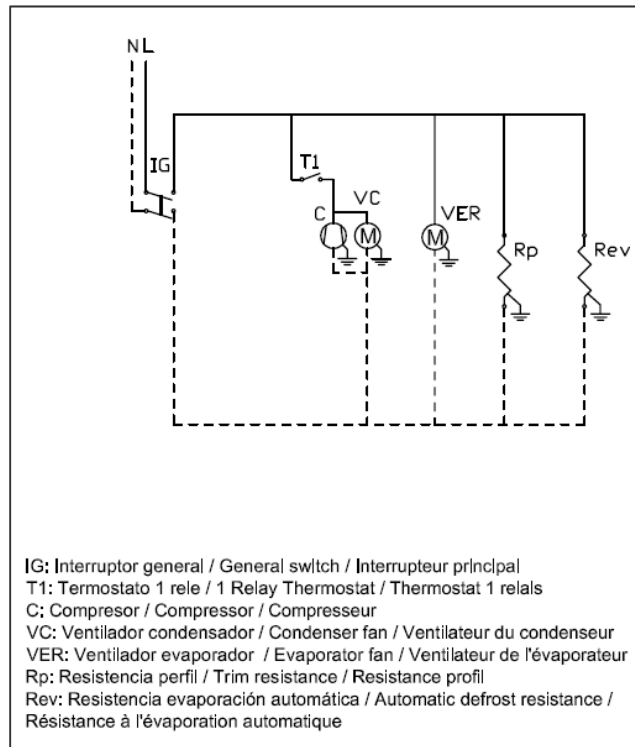 N L
IG
T1
C
VC
M
VER
M
Rp
Rev
IG: Interruptor general / General switch / Interrupteur principal
T1: Termostato 1 rele / 1 Relay Thermostat / Thermostat 1 relais
C: Compresor / Compressor / Compresseur
VC: Ventilador condensador / Condenser fan / Ventilateur du condenseur
VER: Ventilador evaporador / Evaporator fan / Ventilateur de l'évaporateur
Rp: Resistencia perfil / Trim resistance / Resistance profil
Rev: Resistencia evaporación automática / Automatic defrost resistance /
Résistance à l'évaporation automatique